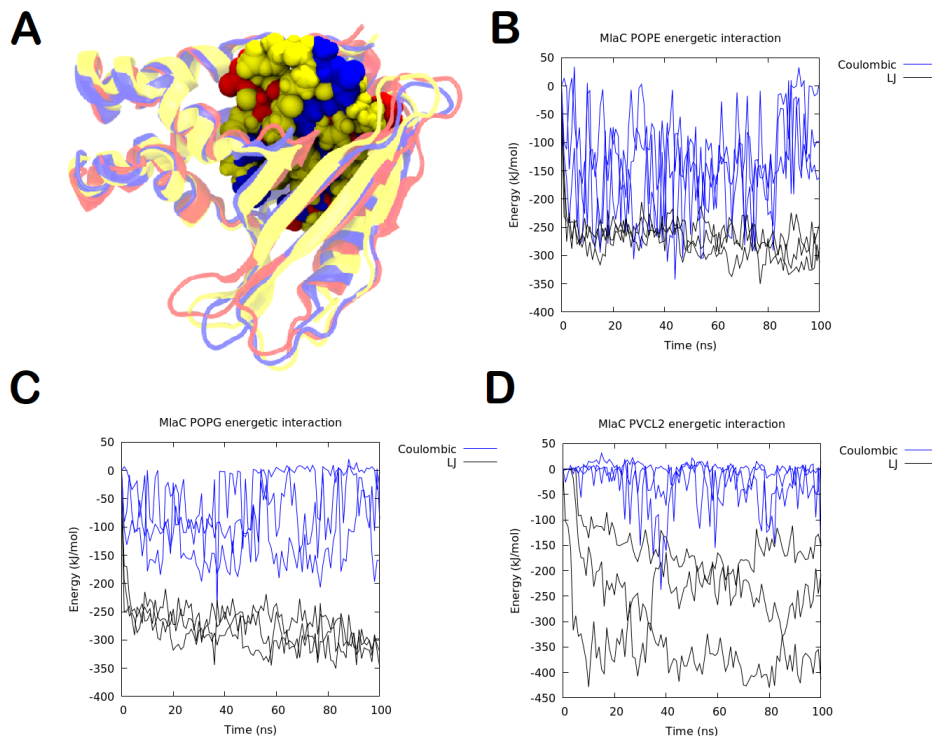 A
B
MlaC POPE energetic interaction
Coulombic
LJ
50
0
-50
-100
-150
-200
-250
-300
-350
-400
Energy (kJ/mol)
0 20 40 60 80 100
Time (ns)
C
MlaC POPG energetic interaction
Coulombic
LJ
50
0
-50
-100
-150
-200
-250
-300
-350
-400
Energy (kJ/mol)
0 20 40 60 80 100
Time (ns)
D
MlaC PVCL2 energetic interaction
Coulombic
LJ
50
0
-50
-100
-150
-200
-250
-300
-350
-400
-450
Energy (kJ/mol)
0 20 40 60 80 100
Time (ns)